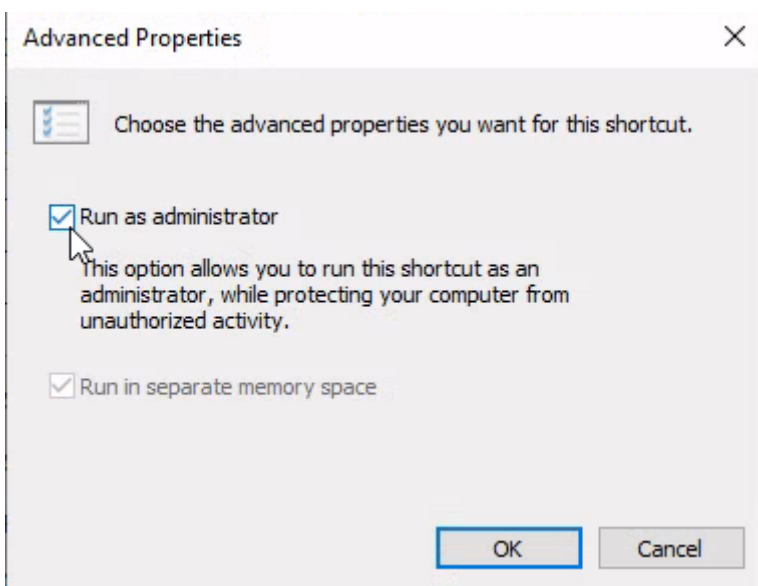 Advanced Properties
Choose the advanced properties you want for this shortcut.
Run as administrator
This option allows you to run this shortcut as an
administrator, while protecting your computer from
unauthorized activity.
Run in separate memory space
OK Cancel